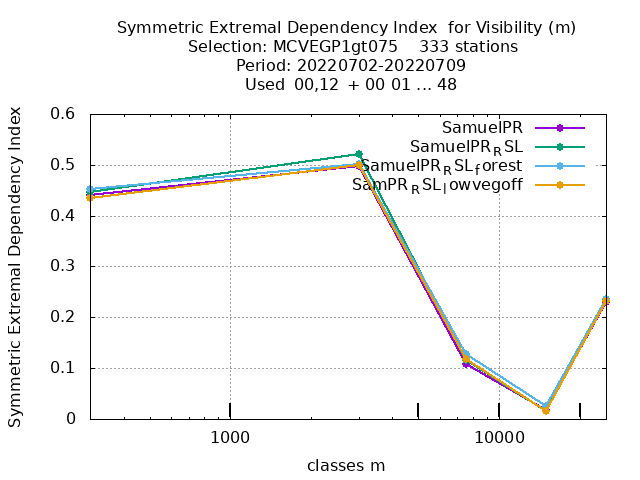 Symmetric Extremal Dependency Index  for Visibility (m)
Selection: MCVEGP1gt075    333 stations
Period: 20220702-20220709
Used  00,12  + 00 01 ... 48
Symmetric Extremal Dependency Index
0.6
0.5
0.4
0.3
0.2
0.1
0
SamuelPR
SamuelPR_RSL
SamuelPR_RSL_forest
SamPR_RSL_lowvegoff
1000 10000
classes m